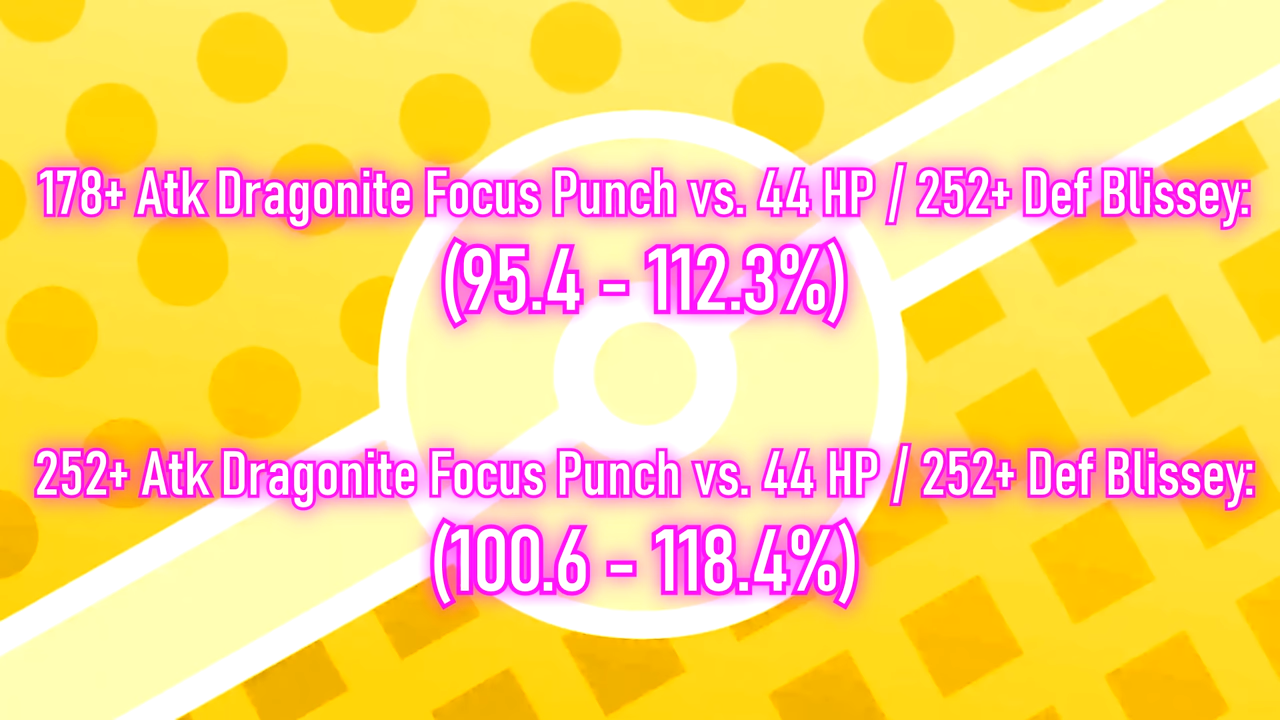 178+ Atk Dragonite Focus Punch vs. 44 HP / 252+ Def Blissey:
(95.4 - 112.3%)
252+ Atk Dragonite Focus Punch vs. 44 HP / 252+ Def Blissey:
(100.6 - 118.4%)